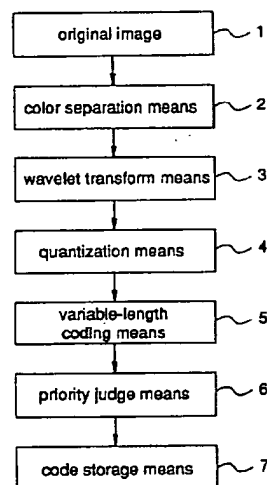 original image 1
color separation means 2
wavelet transform means 3
quantization means 4
variable-length
coding means 5
priority judge means 6
code storage means 7